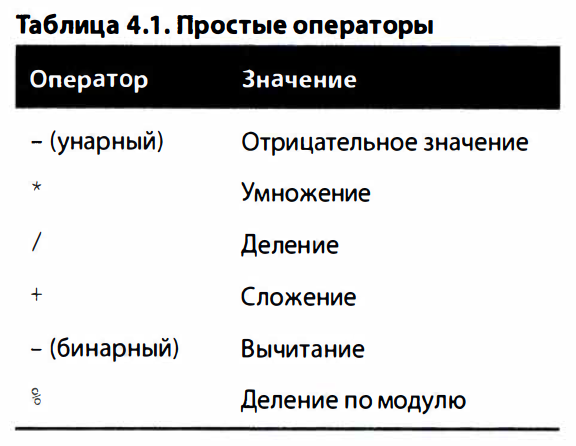 Таблица 4.1. Простые операторы
Оператор Значение
– (унарный) Отрицательное значение
* Умножение
/ Деление
+ Сложение
– (бинарный) Вычитание
% Деление по модулю